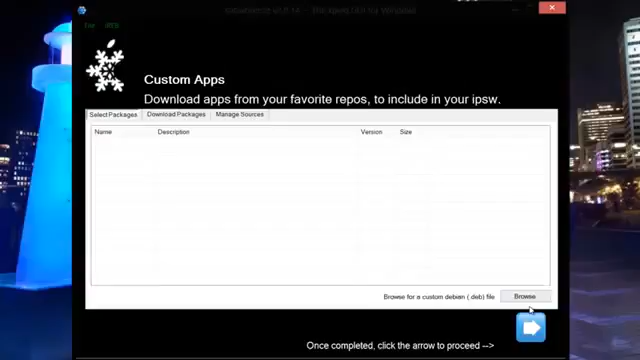 Custom Apps
Download apps from your favorite repos, to include in your ipsw.
Select Packages Download Packages Manage Sources
Name Description Version Size
Browse for a custom debian (.deb) file Browse
Once completed, click the arrow to proceed -->